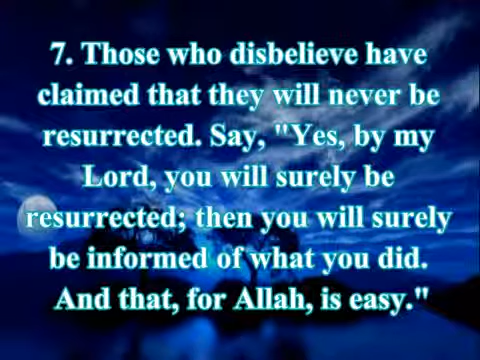 7. Those who disbelieve have
claimed that they will never be
resurrected. Say, "Yes, by my
Lord, you will surely be
resurrected; then you will surely
be informed of what you did.
And that, for Allah, is easy."